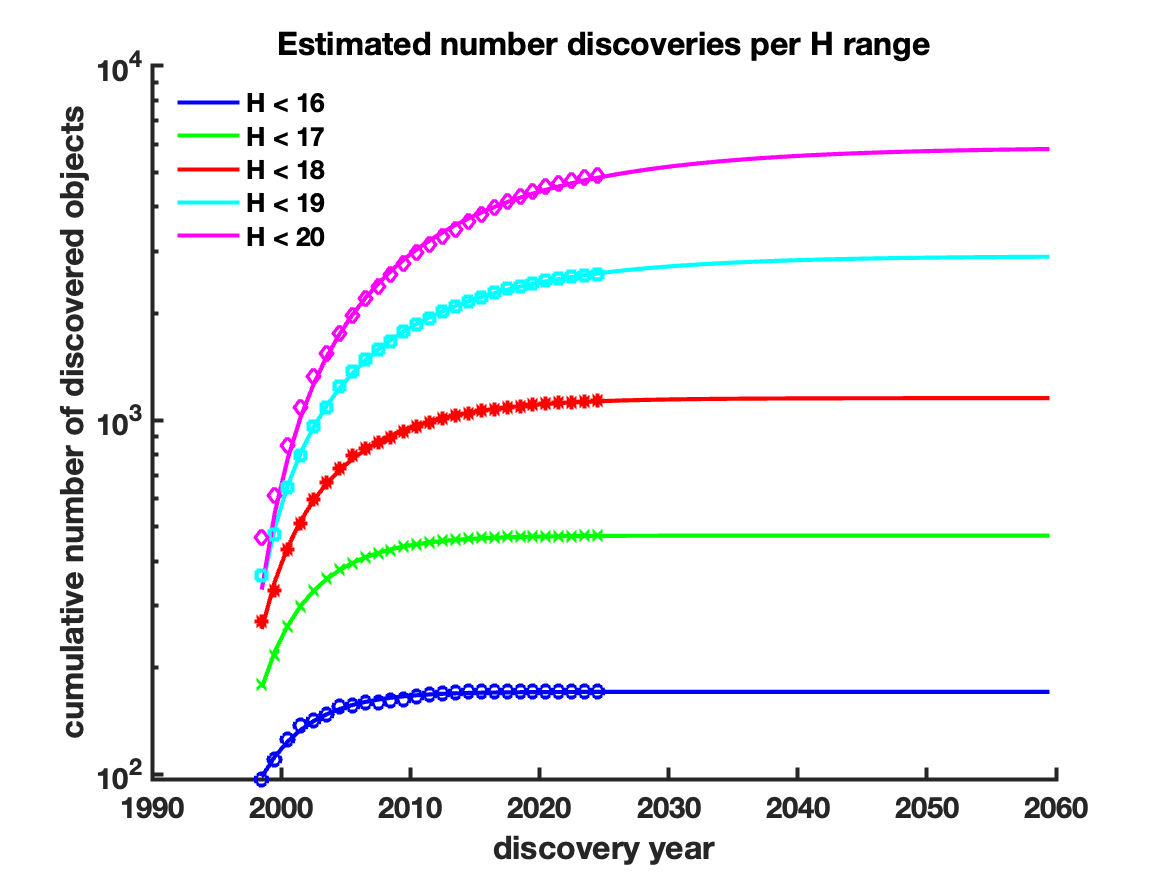 Estimated number discoveries per H range
10^4
10^3
10^2
cumulative number of discovered objects
H < 16
H < 17
H < 18
H < 19
H < 20
1990 2000 2010 2020 2030 2040 2050 2060
discovery year